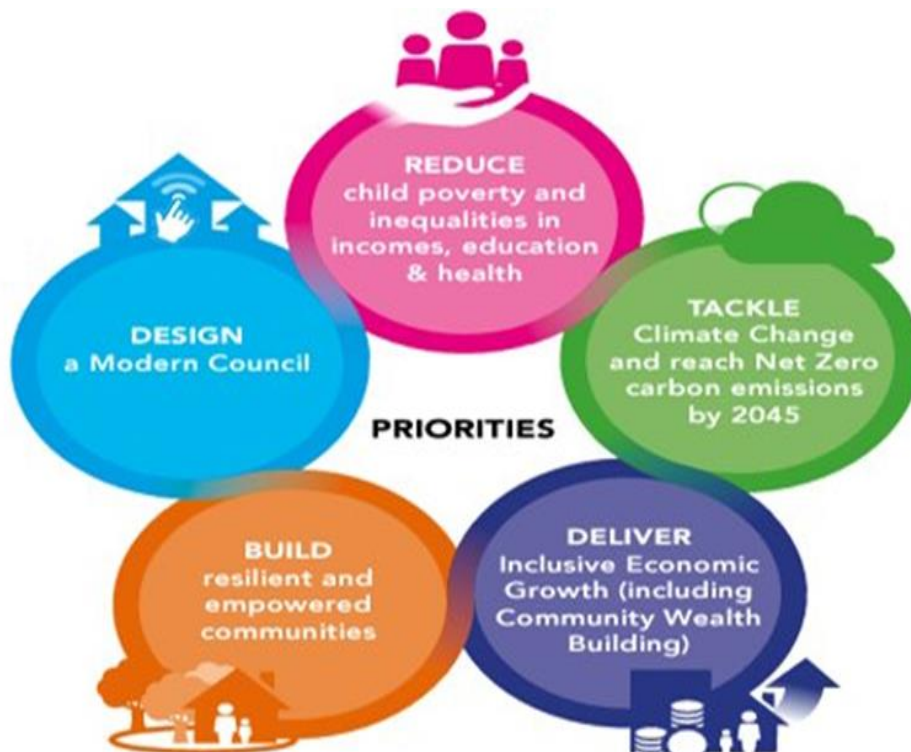 REDUCE
child poverty and
inequalities in
incomes, education
& health
TACKLE
Climate Change
and reach Net Zero
carbon emissions
by 2045
DELIVER
Inclusive Economic
Growth (including
Community Wealth
Building)
BUILD
resilient and
empowered
communities
DESIGN
a Modern Council
PRIORITIES